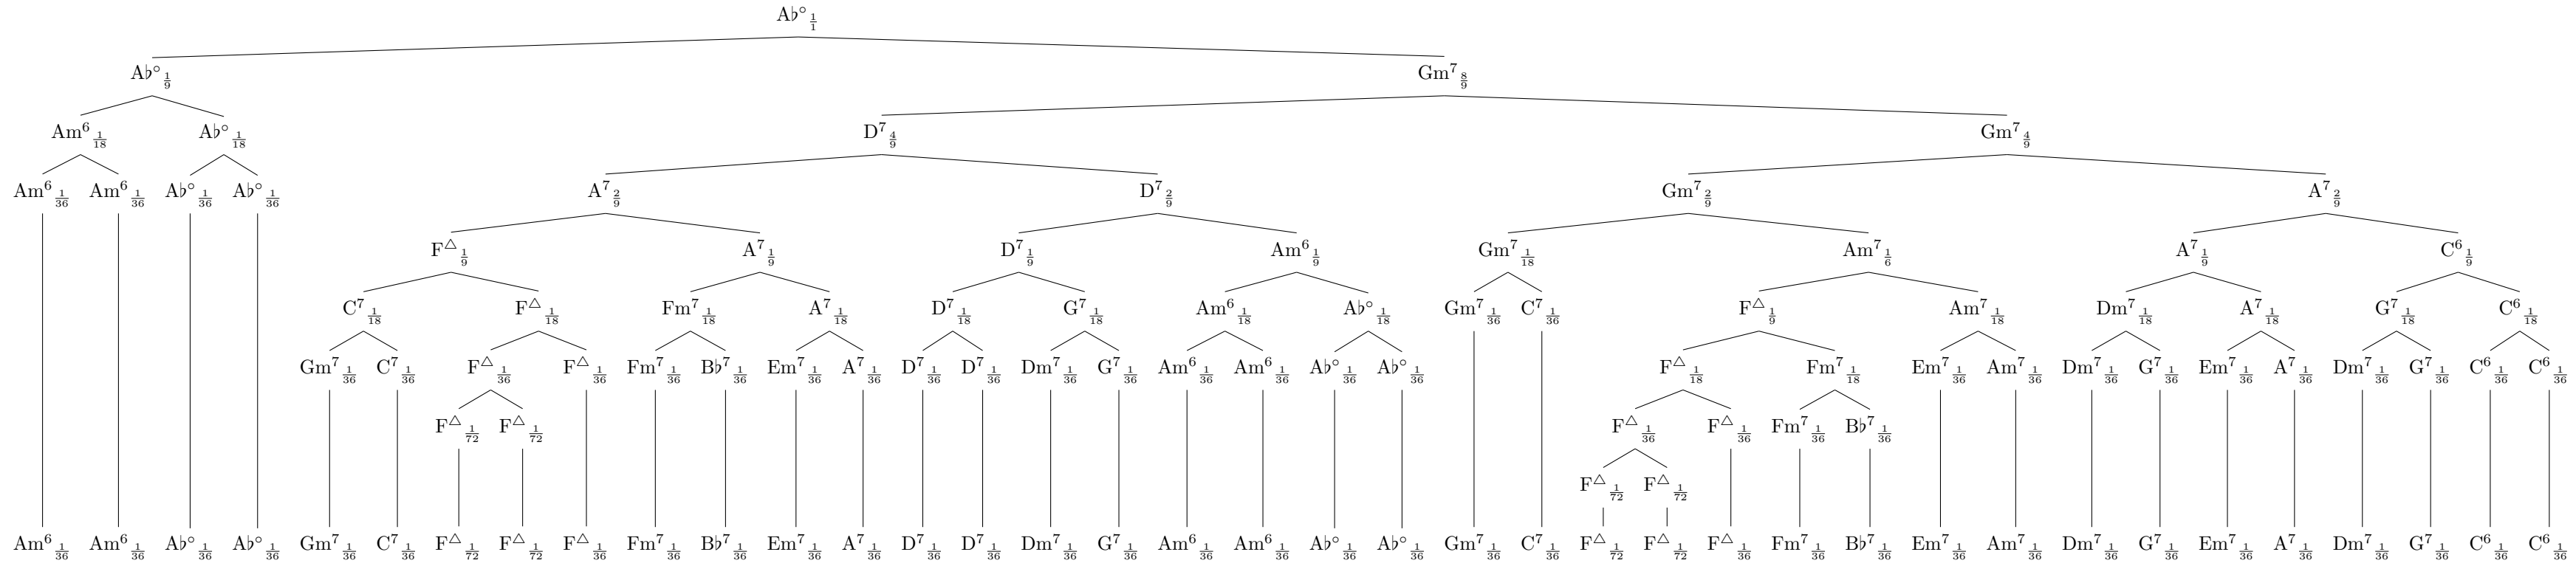 A♭° 1/1
A♭° 1/9 Gm⁷ 8/9
Am⁶ 1/18 A♭° 1/18 D⁷ 4/9 Gm⁷ 4/9
Am⁶ 1/36 Am⁶ 1/36 A♭° 1/36 A♭° 1/36 A⁷ 2/9 D⁷ 2/9 Gm⁷ 2/9 A⁷ 2/9
F△ 1/9 A⁷ 1/9 D⁷ 1/9 Am⁶ 1/9 Gm⁷ 1/18 Am⁷ 1/6 A⁷ 1/9 C⁶ 1/9
C⁷ 1/18 F△ 1/18 Fm⁷ 1/18 A⁷ 1/18 D⁷ 1/18 G⁷ 1/18 Am⁶ 1/18 A♭° 1/18 Gm⁷ 1/36 C⁷ 1/36 F△ 1/9 Am⁷ 1/18 Dm⁷ 1/18 A⁷ 1/18 G⁷ 1/18 C⁶ 1/18
Gm⁷ 1/36 C⁷ 1/36 F△ 1/36 F△ 1/36 Fm⁷ 1/36 B♭⁷ 1/36 Em⁷ 1/36 A⁷ 1/36 D⁷ 1/36 D⁷ 1/36 Dm⁷ 1/36 G⁷ 1/36 Am⁶ 1/36 Am⁶ 1/36 A♭° 1/36 A♭° 1/36 F△ 1/18 Fm⁷ 1/18 Em⁷ 1/36 Am⁷ 1/36 Dm⁷ 1/36 G⁷ 1/36 Em⁷ 1/36 A⁷ 1/36 Dm⁷ 1/36 G⁷ 1/36 C⁶ 1/36 C⁶ 1/36
F△ 1/72 F△ 1/72 F△ 1/36 F△ 1/36 Fm⁷ 1/36 B♭⁷ 1/36
F△ 1/72 F△ 1/72
Am⁶ 1/36 Am⁶ 1/36 A♭° 1/36 A♭° 1/36 Gm⁷ 1/36 C⁷ 1/36 F△ 1/72 F△ 1/72 F△ 1/36 Fm⁷ 1/36 B♭⁷ 1/36 Em⁷ 1/36 A⁷ 1/36 D⁷ 1/36 D⁷ 1/36 Dm⁷ 1/36 G⁷ 1/36 Am⁶ 1/36 Am⁶ 1/36 A♭° 1/36 A♭° 1/36 Gm⁷ 1/36 C⁷ 1/36 F△ 1/72 F△ 1/72 F△ 1/36 Fm⁷ 1/36 B♭⁷ 1/36 Em⁷ 1/36 Am⁷ 1/36 Dm⁷ 1/36 G⁷ 1/36 Em⁷ 1/36 A⁷ 1/36 Dm⁷ 1/36 G⁷ 1/36 C⁶ 1/36 C⁶ 1/36